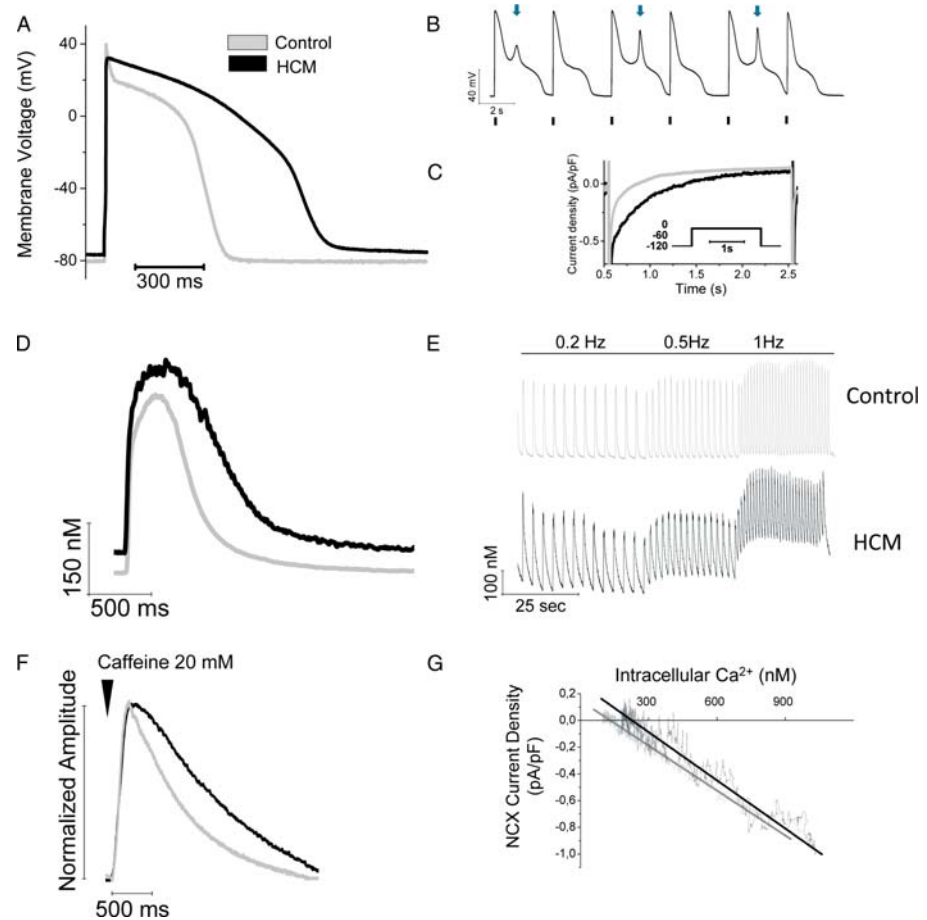 A
Membrane Voltage (mV)
40
0
-40
-80
Control
HCM
300 ms
B
40 mV
2 s
C
Current density (pA/pF)
0.0
-0.5
0
-60
-120
1s
0.5 1.0 1.5 2.0 2.5
Time (s)
D
150 nM
500 ms
E
0.2 Hz 0.5Hz 1Hz
Control
HCM
100 nM
25 sec
F
Caffeine 20 mM
Normalized Amplitude
500 ms
G
Intracellular Ca²⁺ (nM)
300 600 900
NCX Current Density
(pA/pF)
0,2
0,0
-0,2
-0,4
-0,6
-0,8
-1,0